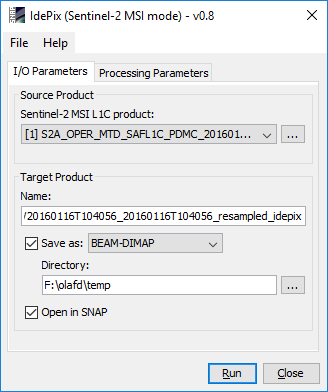 IdePix (Sentinel-2 MSI mode) - v0.8
File Help
I/O Parameters Processing Parameters
Source Product
Sentinel-2 MSI L1C product:
[1] S2A_OPER_MTD_SAFL1C_PDMC_201601... ...
Target Product
Name:
/20160116T104056_20160116T104056_resampled_idepix
Save as: BEAM-DIMAP
Directory:
F:\olafd\temp ...
Open in SNAP
Run Close